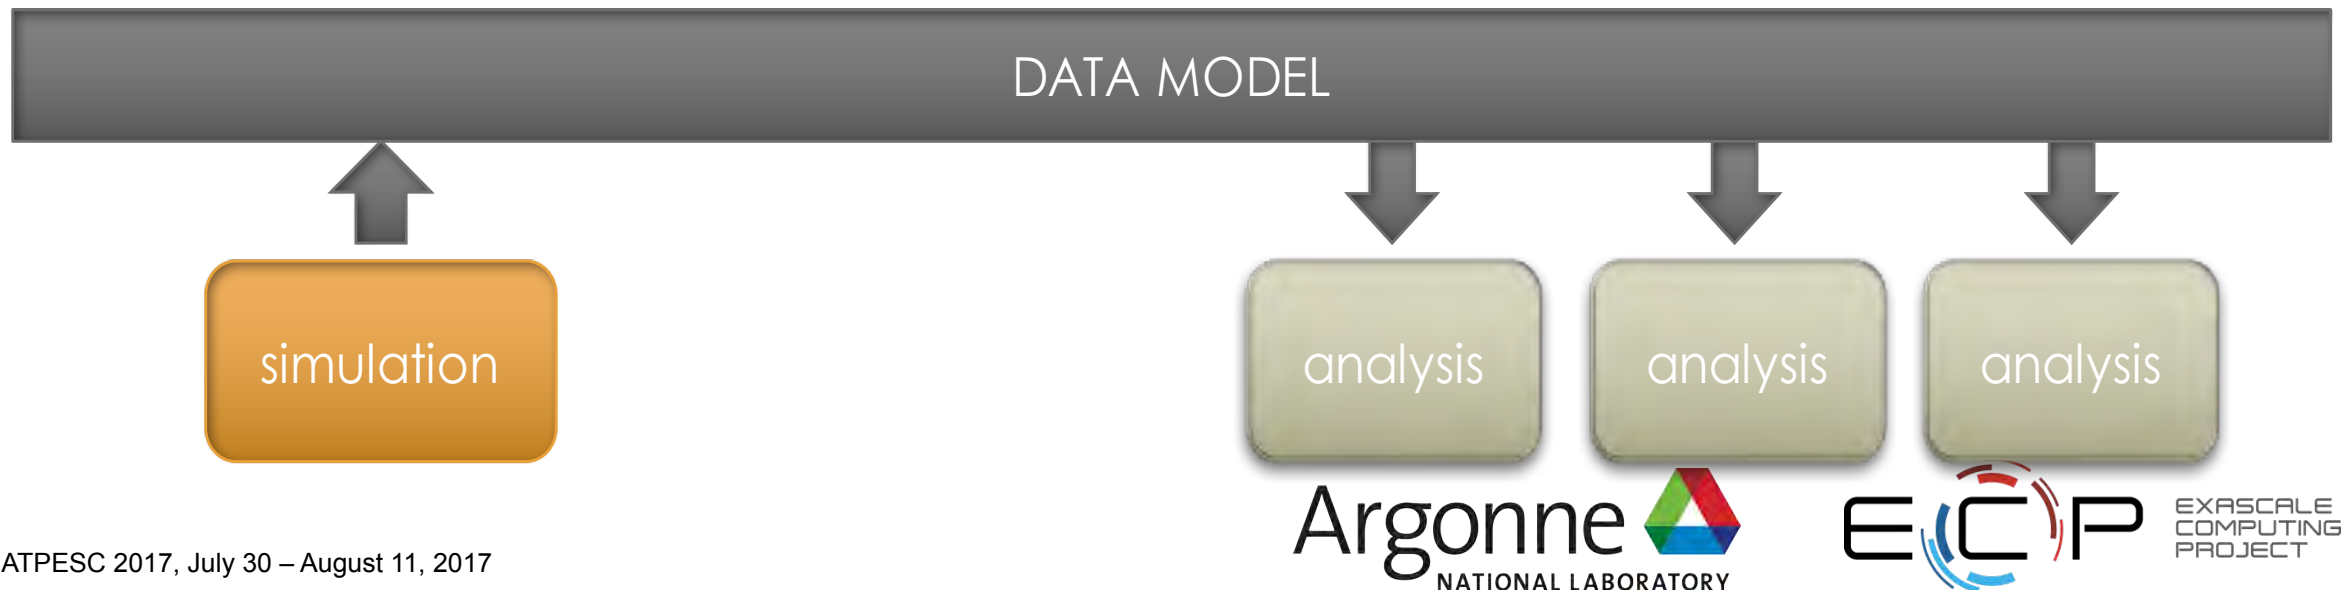 DATA MODEL
simulation
analysis
analysis
analysis
Argonne
NATIONAL LABORATORY
ECP
EXASCALE
COMPUTING
PROJECT
ATPESC 2017, July 30 – August 11, 2017